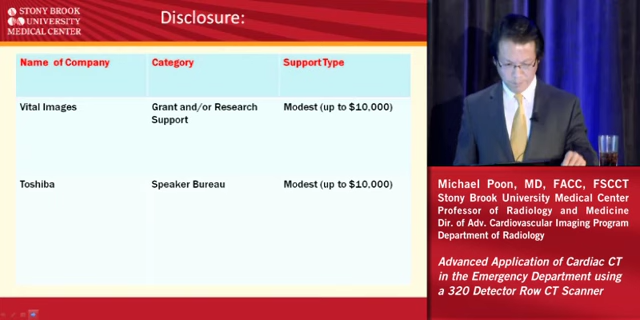 STONY BROOK
UNIVERSITY
MEDICAL CENTER
Disclosure:
Name of Company Category Support Type
Vital Images Grant and/or Research Support Modest (up to $10,000)
Toshiba Speaker Bureau Modest (up to $10,000)
Michael Poon, MD, FACC, FSCCT
Stony Brook University Medical Center
Professor of Radiology and Medicine
Dir. of Adv. Cardiovascular Imaging Program
Department of Radiology
Advanced Application of Cardiac CT
in the Emergency Department using
a 320 Detector Row CT Scanner